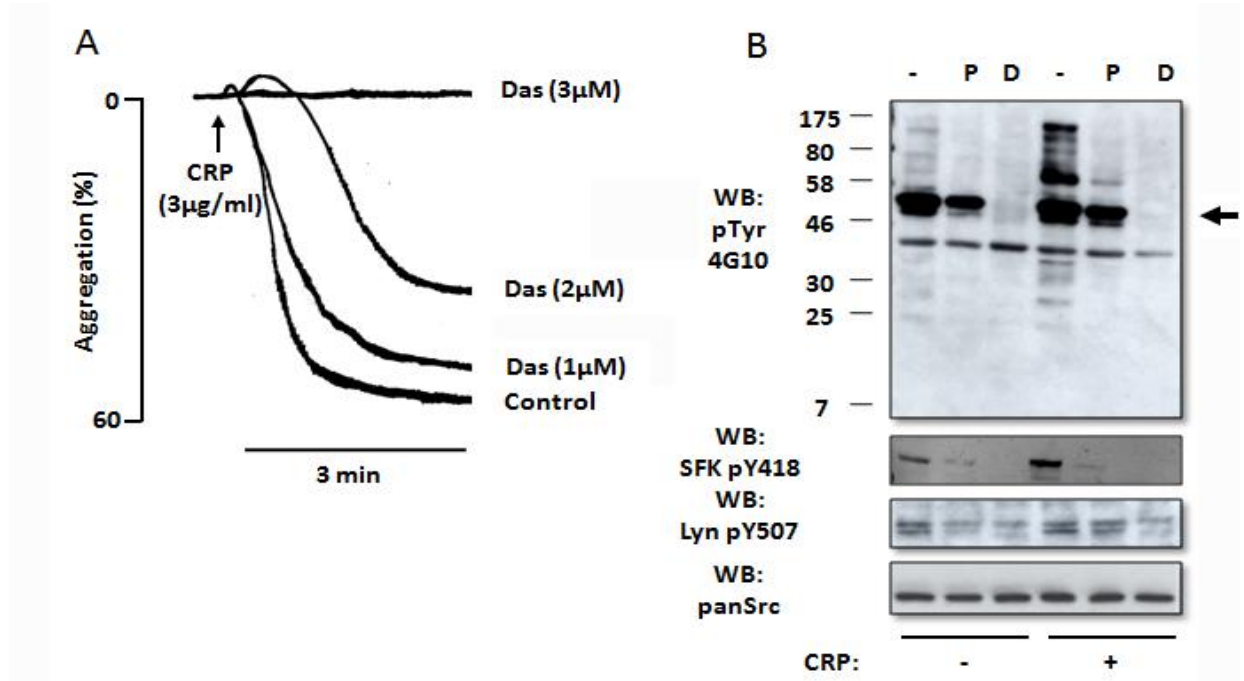 A
0
Aggregation (%)
60
CRP
(3µg/ml)
Das (3µM)
Das (2µM)
Das (1µM)
Control
3 min
B
- P D - P D
175
80
58
46
30
25
7
WB:
pTyr
4G10
WB:
SFK pY418
WB:
Lyn pY507
WB:
panSrc
CRP: - +